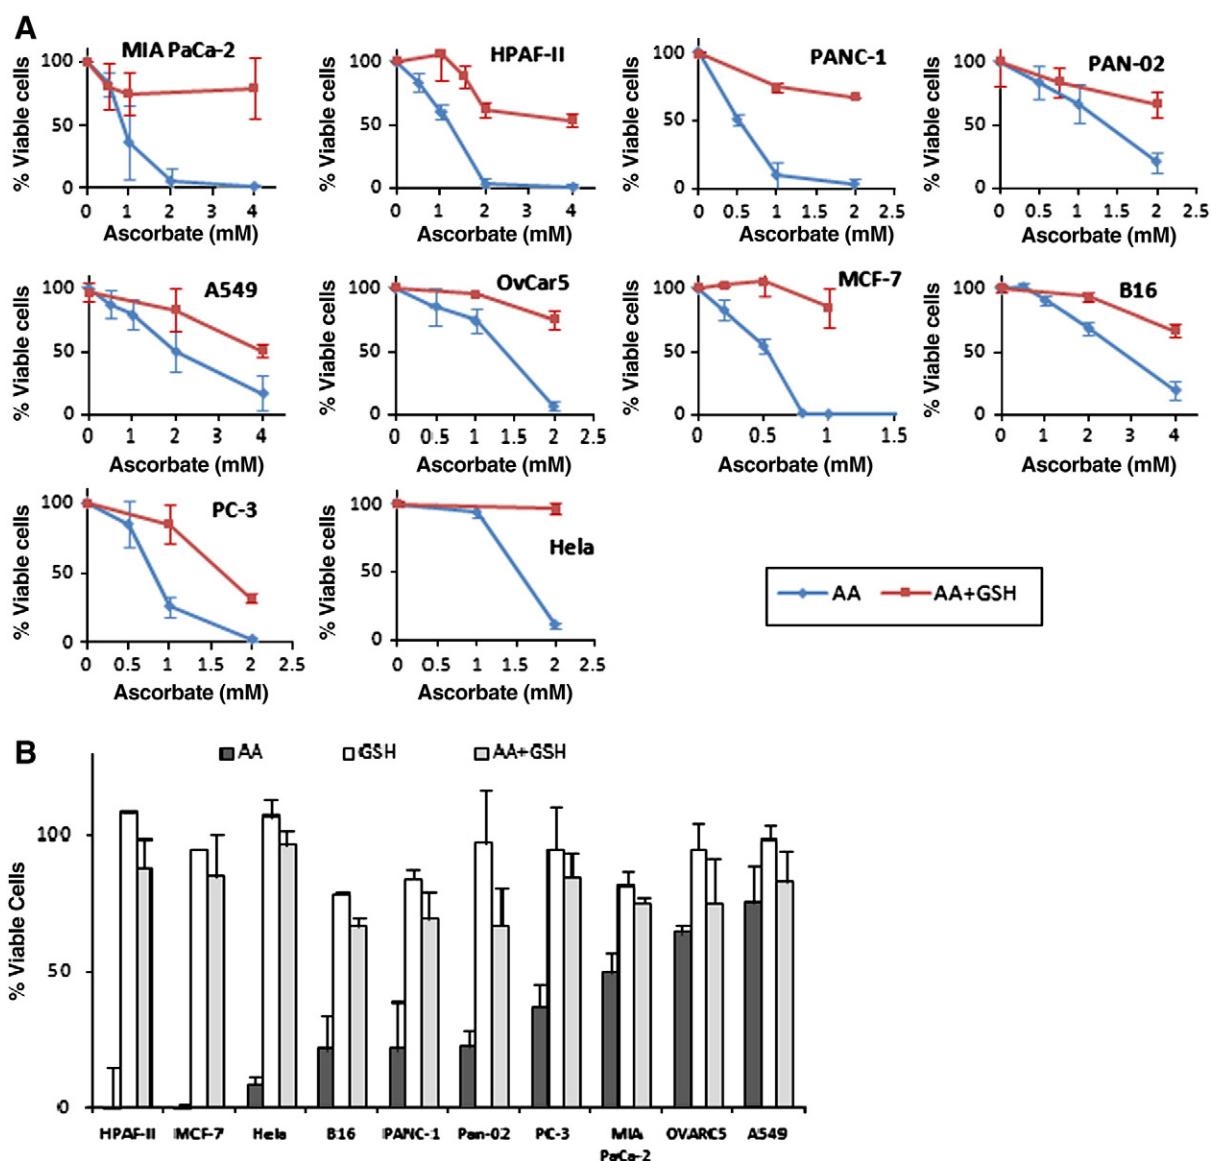 A
MIA PaCa-2
% Viable cells
100
50
0
0 1 2 3 4
Ascorbate (mM)
HPAF-II
% Viable cells
100
50
0
0 1 2 3 4
Ascorbate (mM)
PANC-1
% Viable cells
100
50
0
0 0.5 1 1.5 2 2.5
Ascorbate (mM)
PAN-02
% Viable cells
100
50
0
0 0.5 1 1.5 2 2.5
Ascorbate (mM)
A549
% Viable cells
100
50
0
0 1 2 3 4
Ascorbate (mM)
OvCar5
% Viable cells
100
50
0
0 0.5 1 1.5 2 2.5
Ascorbate (mM)
MCF-7
% Viable cells
100
50
0
0 0.5 1 1.5
Ascorbate (mM)
B16
% Viable cells
100
50
0
0 1 2 3 4
Ascorbate (mM)
PC-3
% Viable cells
100
50
0
0 0.5 1 1.5 2 2.5
Ascorbate (mM)
Hela
% Viable cells
100
50
0
0 0.5 1 1.5 2 2.5
Ascorbate (mM)
AA AA+GSH
B
AA GSH AA+GSH
% Viable Cells
100
50
0
HPAF-II MCF-7 Hela B16 PANC-1 Pan-02 PC-3 MIA OVARC5 A549
PaCa-2